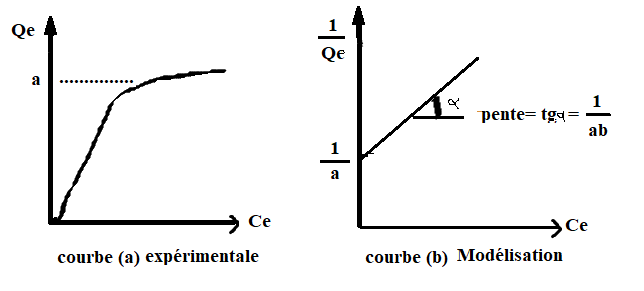 Qe
a ...............
Ce
courbe (a) expérimentale
1
Qe
1
a
α
pente= tgα = 1
ab
Ce
courbe (b) Modélisation